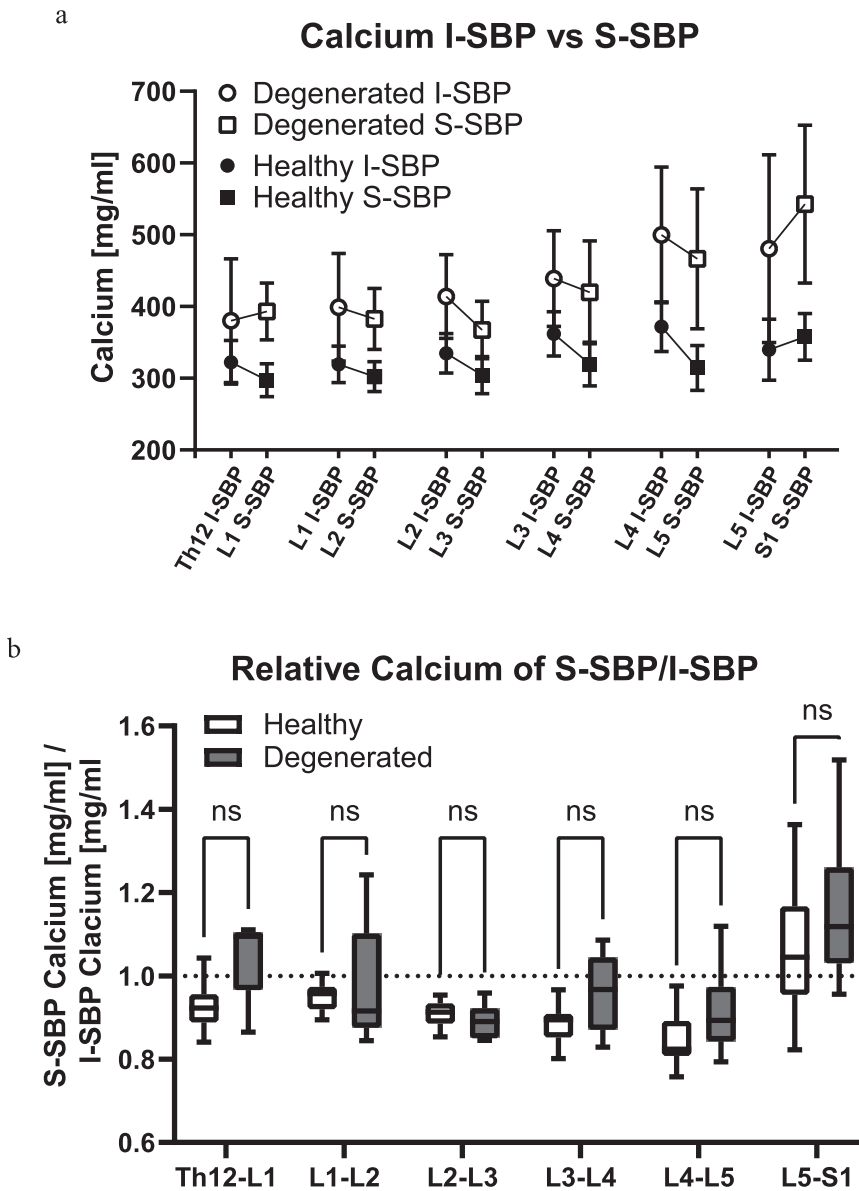 a
Calcium I-SBP vs S-SBP
Calcium [mg/ml]
700
600
500
400
300
200
Degenerated I-SBP
Degenerated S-SBP
Healthy I-SBP
Healthy S-SBP
Th12 I-SBP
L1 S-SBP
L1 I-SBP
L2 S-SBP
L2 I-SBP
L3 S-SBP
L3 I-SBP
L4 S-SBP
L4 I-SBP
L5 S-SBP
L5 I-SBP
S1 S-SBP
b
Relative Calcium of S-SBP/I-SBP
S-SBP Calcium [mg/ml] /
I-SBP Clacium [mg/ml
1.6
1.4
1.2
1.0
0.8
0.6
Healthy
Degenerated
ns
ns
ns
ns
ns
ns
Th12-L1
L1-L2
L2-L3
L3-L4
L4-L5
L5-S1